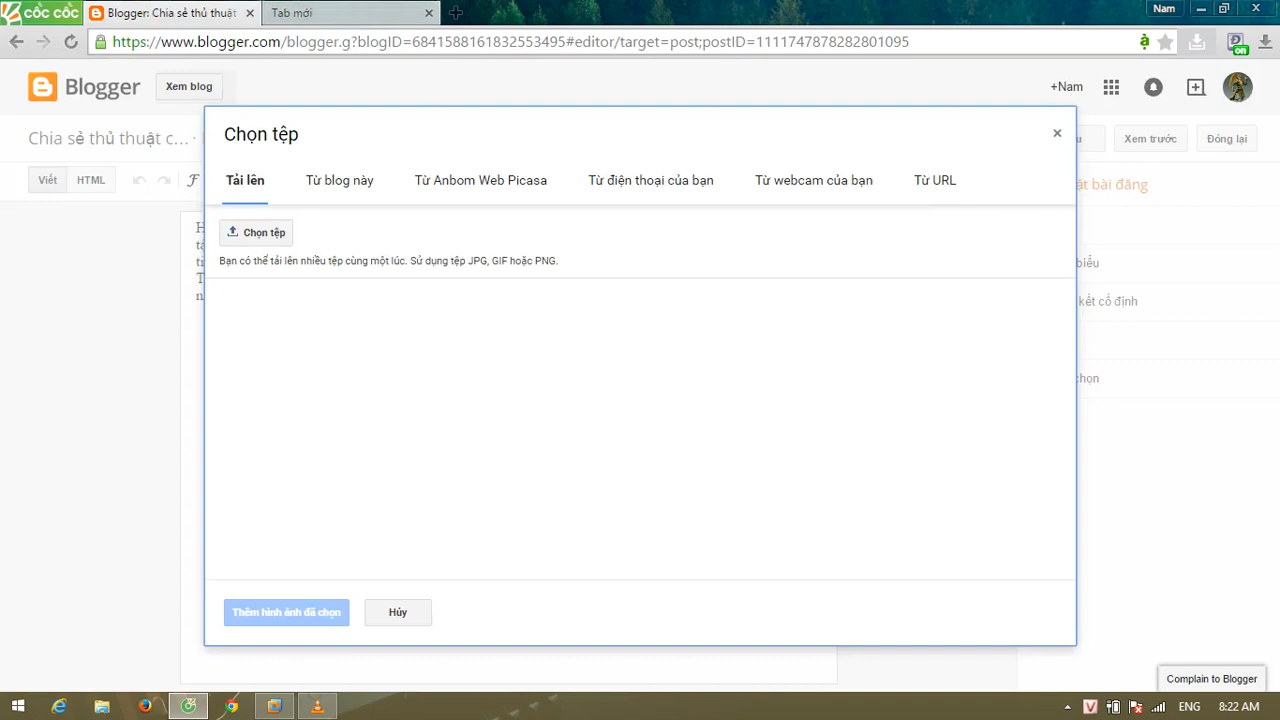 cốc cốc
Blogger: Chia sẻ thủ thuật
Tab mới
Nam
https://www.blogger.com/blogger.g?blogID=6841588161832553495#editor/target=post;postID=1111747878282801095
on
Blogger
Xem blog
+Nam
Chia sẻ thủ thuật c... ·
Xem trước
Đóng lại
Viết
HTML
Chọn tệp
Tải lên
Từ blog này
Từ Anbom Web Picasa
Từ điện thoại của bạn
Từ webcam của bạn
Từ URL
Chọn tệp
Bạn có thể tải lên nhiều tệp cùng một lúc. Sử dụng tệp JPG, GIF hoặc PNG.
bài đăng
biểu
kết cố định
chọn
Thêm hình ảnh đã chọn
Hủy
Complain to Blogger
ENG
8:22 AM